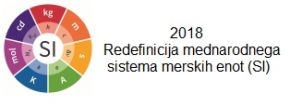 cd
kg
m
s
A
K
mol
SI
2018
Redefinicija mednarodnega
sistema merskih enot (SI)